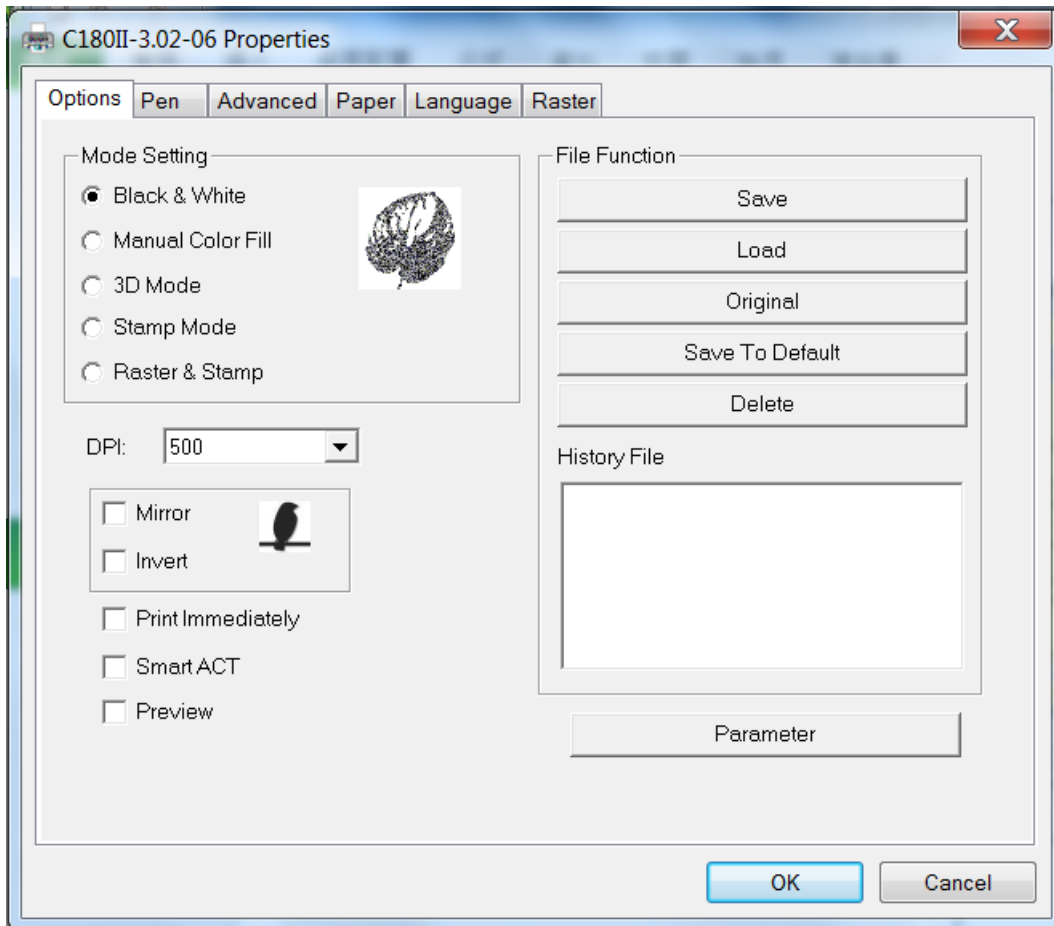 C180II-3.02-06 Properties
X
Options Pen Advanced Paper Language Raster
Mode Setting
Black & White
Manual Color Fill
3D Mode
Stamp Mode
Raster & Stamp
DPI: 500
Mirror
Invert
Print Immediately
Smart ACT
Preview
File Function
Save
Load
Original
Save To Default
Delete
History File
Parameter
OK Cancel